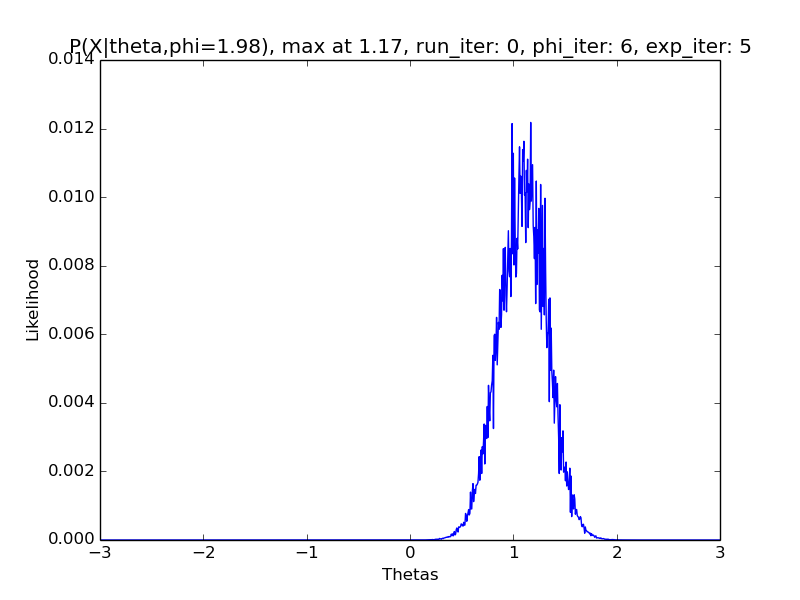 P(X|theta,phi=1.98), max at 1.17, run_iter: 0, phi_iter: 6, exp_iter: 5
0.014
0.012
0.010
0.008
0.006
0.004
0.002
0.000
Likelihood
−3 −2 −1 0 1 2 3
Thetas